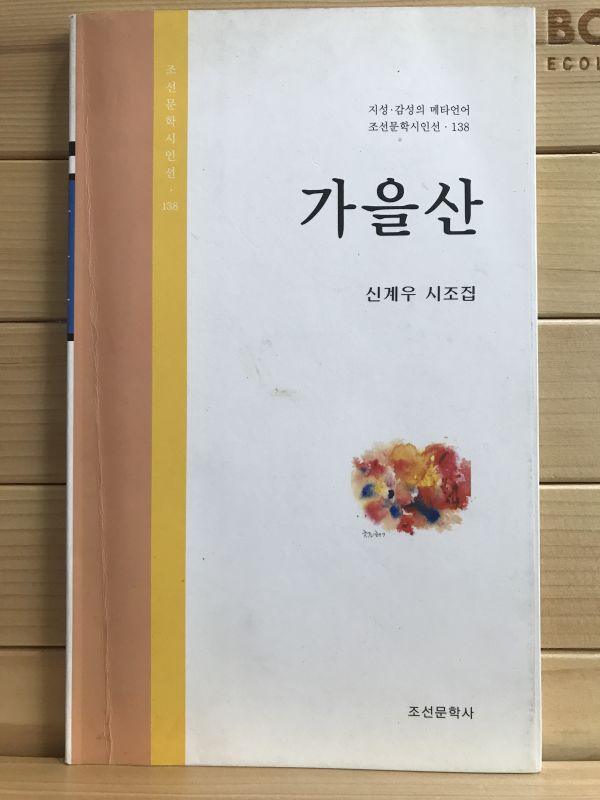 조선문학시인선 · 138
지성·감성의 메타언어
조선문학시인선 · 138
가을산
신계우 시조집
조선문학사